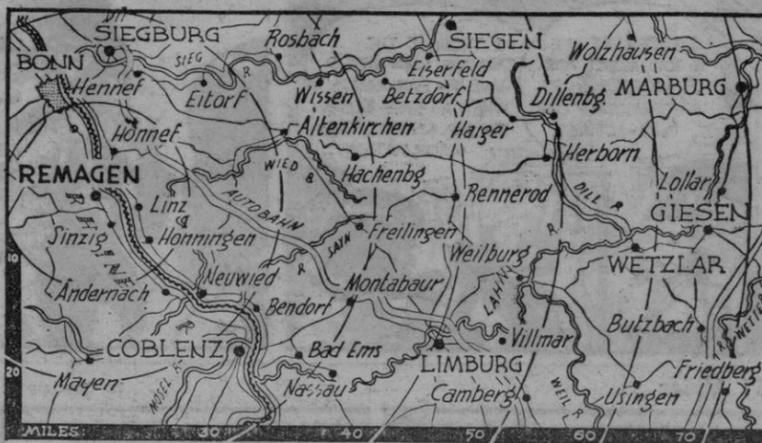 SIEGBURG
Rosbach
SIEGEN
Wolzhausen
SIEG
R
BONN
Hennef
Eitorf
Wissen
Betzdorf
Eiserfeld
MARBURG
Dillenbg.
Honnef
Altenkirchen
Haiger
Herborn
REMAGEN
WIED
Hachenbg
Rennerod
Lollar
DILL R
GIESEN
Linz
AUTOBAHN
Sinzig
Honningen
SAYN
R
Freilingen
Weilburg
R
WETZLAR
10
Neuwied
Montabaur
LAHN
Andernach
Bendorf
Butzbach
COBLENZ
Bad Ems
LIMBURG
Villmar
Friedberg
20
Mayen
MOSEL R
Nassau
Camberg
WEIL R
Usingen
MILES
30
40
50
60
70